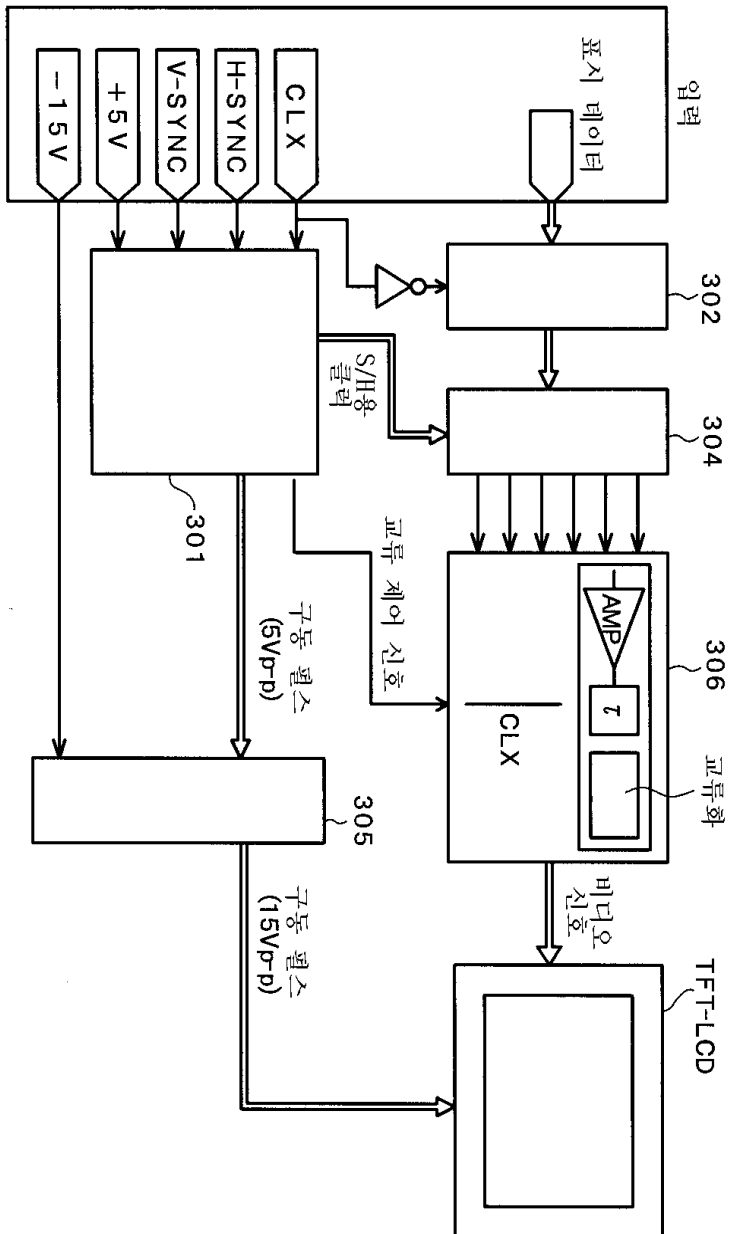 입력
표시 데이터
CLX
H-SYNC
V-SYNC
+5V
-15V
302
304
306
AMP
τ
교류화
CLX
TFT-LCD
비디오
신호
S/H용
클럭
301
교류 제어 신호
구동 펄스
(5Vp-p)
305
구동 펄스
(15Vp-p)